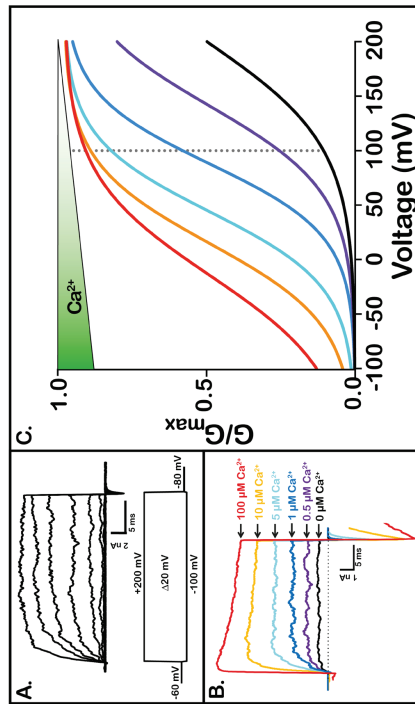 A.
2 nA
5 ms
+200 mV
Δ20 mV
-60 mV
-80 mV
-100 mV
B.
100 μM Ca²⁺
10 μM Ca²⁺
5 μM Ca²⁺
1 μM Ca²⁺
0.5 μM Ca²⁺
0 μM Ca²⁺
1 nA
5 ms
C.
Ca²⁺
G/Gmax
1.0
0.5
0.0
-100
-50
0
50
100
150
200
Voltage (mV)